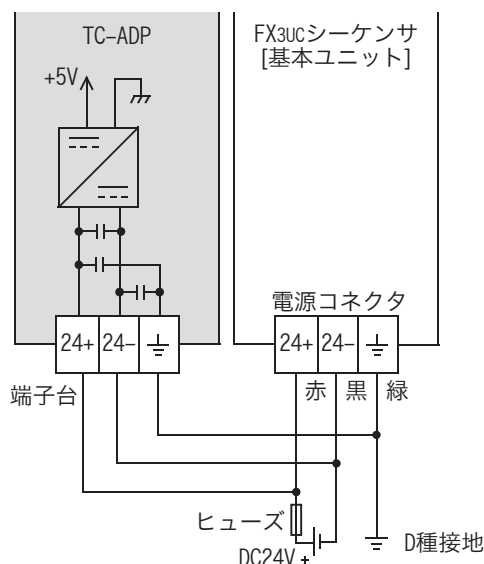 TC-ADP
FX3UCシーケンサ
[基本ユニット]
+5V
電源コネクタ
24+ 24-
24+ 24-
端子台
赤 黒 緑
ヒューズ
DC24V +
D種接地